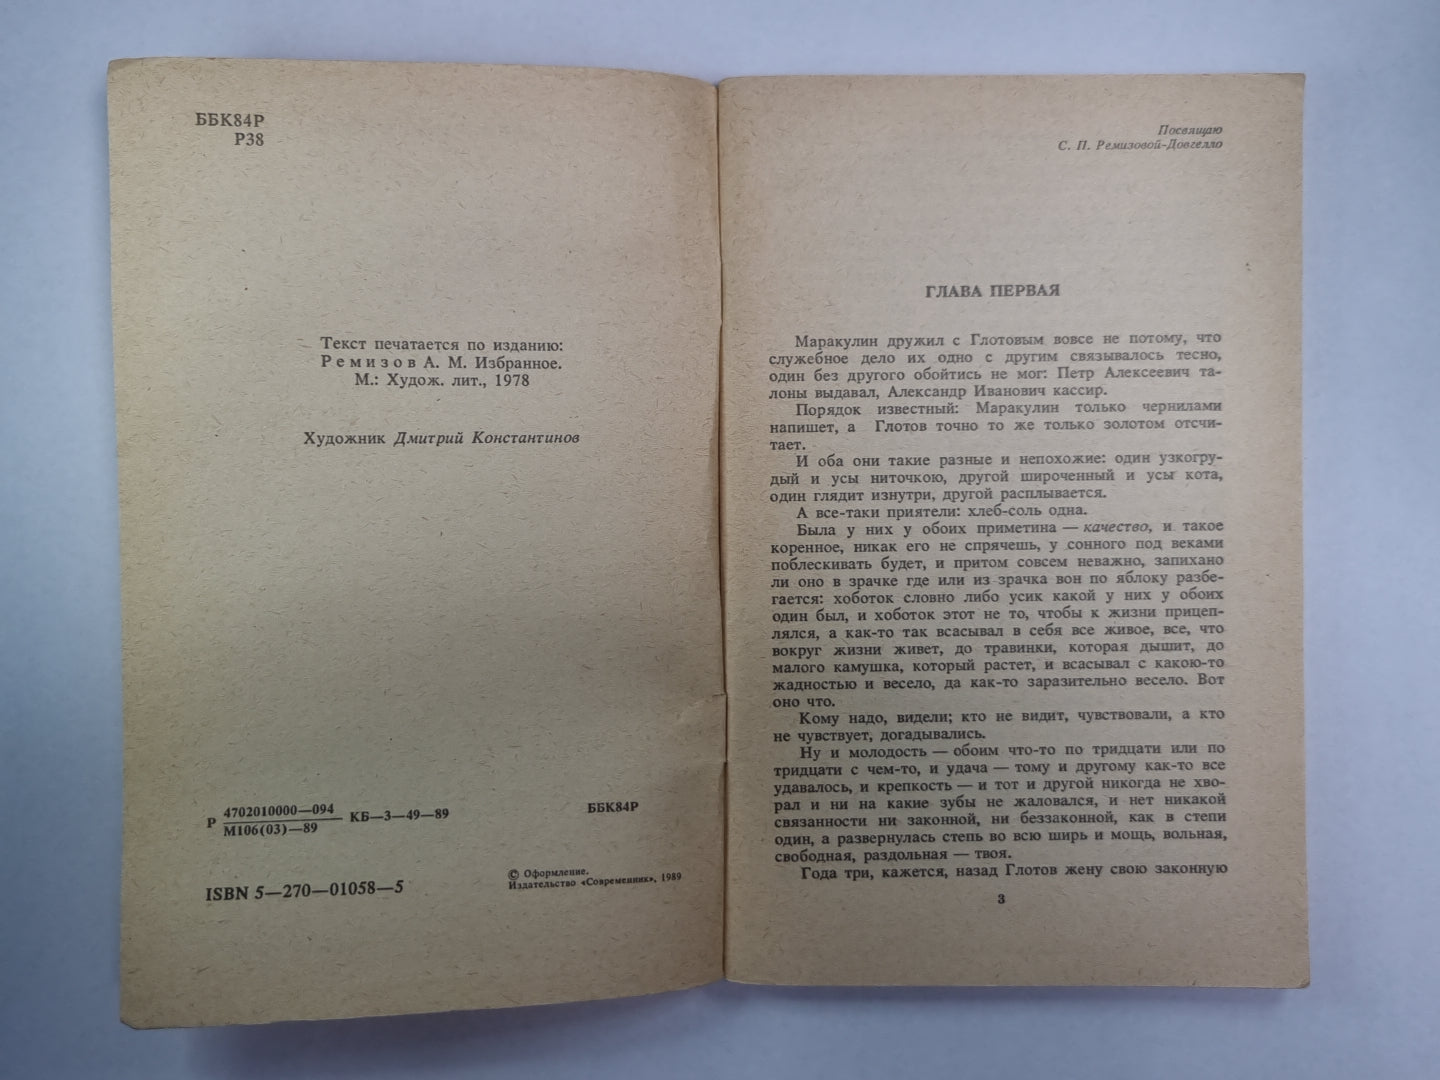 ББК84Р
Р38
Текст печатается по изданию:
Ремизов А. М. Избранное.
М.: Худож. лит., 1978
Художник Дмитрий Константинов
Р 4702010000—094 КБ—3—49—89
М106(03)—89
ББК84Р
ISBN 5—270—01058—5
© Оформление.
Издательство «Современник», 1989
Посвящаю
С. П. Ремизовой-Довгелло
ГЛАВА ПЕРВАЯ
Маракулин дружил с Глотовым вовсе не потому, что
служебное дело их одно с другим связывалось тесно,
один без другого обойтись не мог: Петр Алексеевич та-
лоны выдавал, Александр Иванович кассир.
Порядок известный: Маракулин только чернилами
напишет, а Глотов точно то же только золотом отсчи-
тает.
И оба они такие разные и непохожие: один узкогру-
дый и усы ниточкою, другой широченный и усы кота,
один глядит изнутри, другой расплывается.
А все-таки приятели: хлеб-соль одна.
Была у них у обоих приметина — качество, и такое
коренное, никак его не спрячешь, у сонного под веками
поблескивать будет, и притом совсем неважно, запихано
ли оно в зрачке где или из зрачка вон по яблоку разбе-
гается: хоботок словно либо усик какой у них у обоих
один был, и хоботок этот не то, чтобы к жизни прицеп-
лялся, а как-то так всасывал в себя все живое, все, что
вокруг жизни живет, до травинки, которая дышит, до
малого камушка, который растет, и всасывал с какою-то
жадностью и весело, да как-то заразительно весело. Вот
оно что.
Кому надо, видели; кто не видит, чувствовали, а кто
не чувствует, догадывались.
Ну и молодость — обоим что-то по тридцати или по
тридцати с чем-то, и удача — тому и другому как-то все
удавалось, и крепкость — и тот и другой никогда не хво-
рал и ни на какие зубы не жаловался, и нет никакой
связанности ни законной, ни беззаконной, как в степи
один, а развернулась степь во всю ширь и мощь, вольная,
свободная, раздольная — твоя.
Года три, кажется, назад Глотов жену свою законную
3